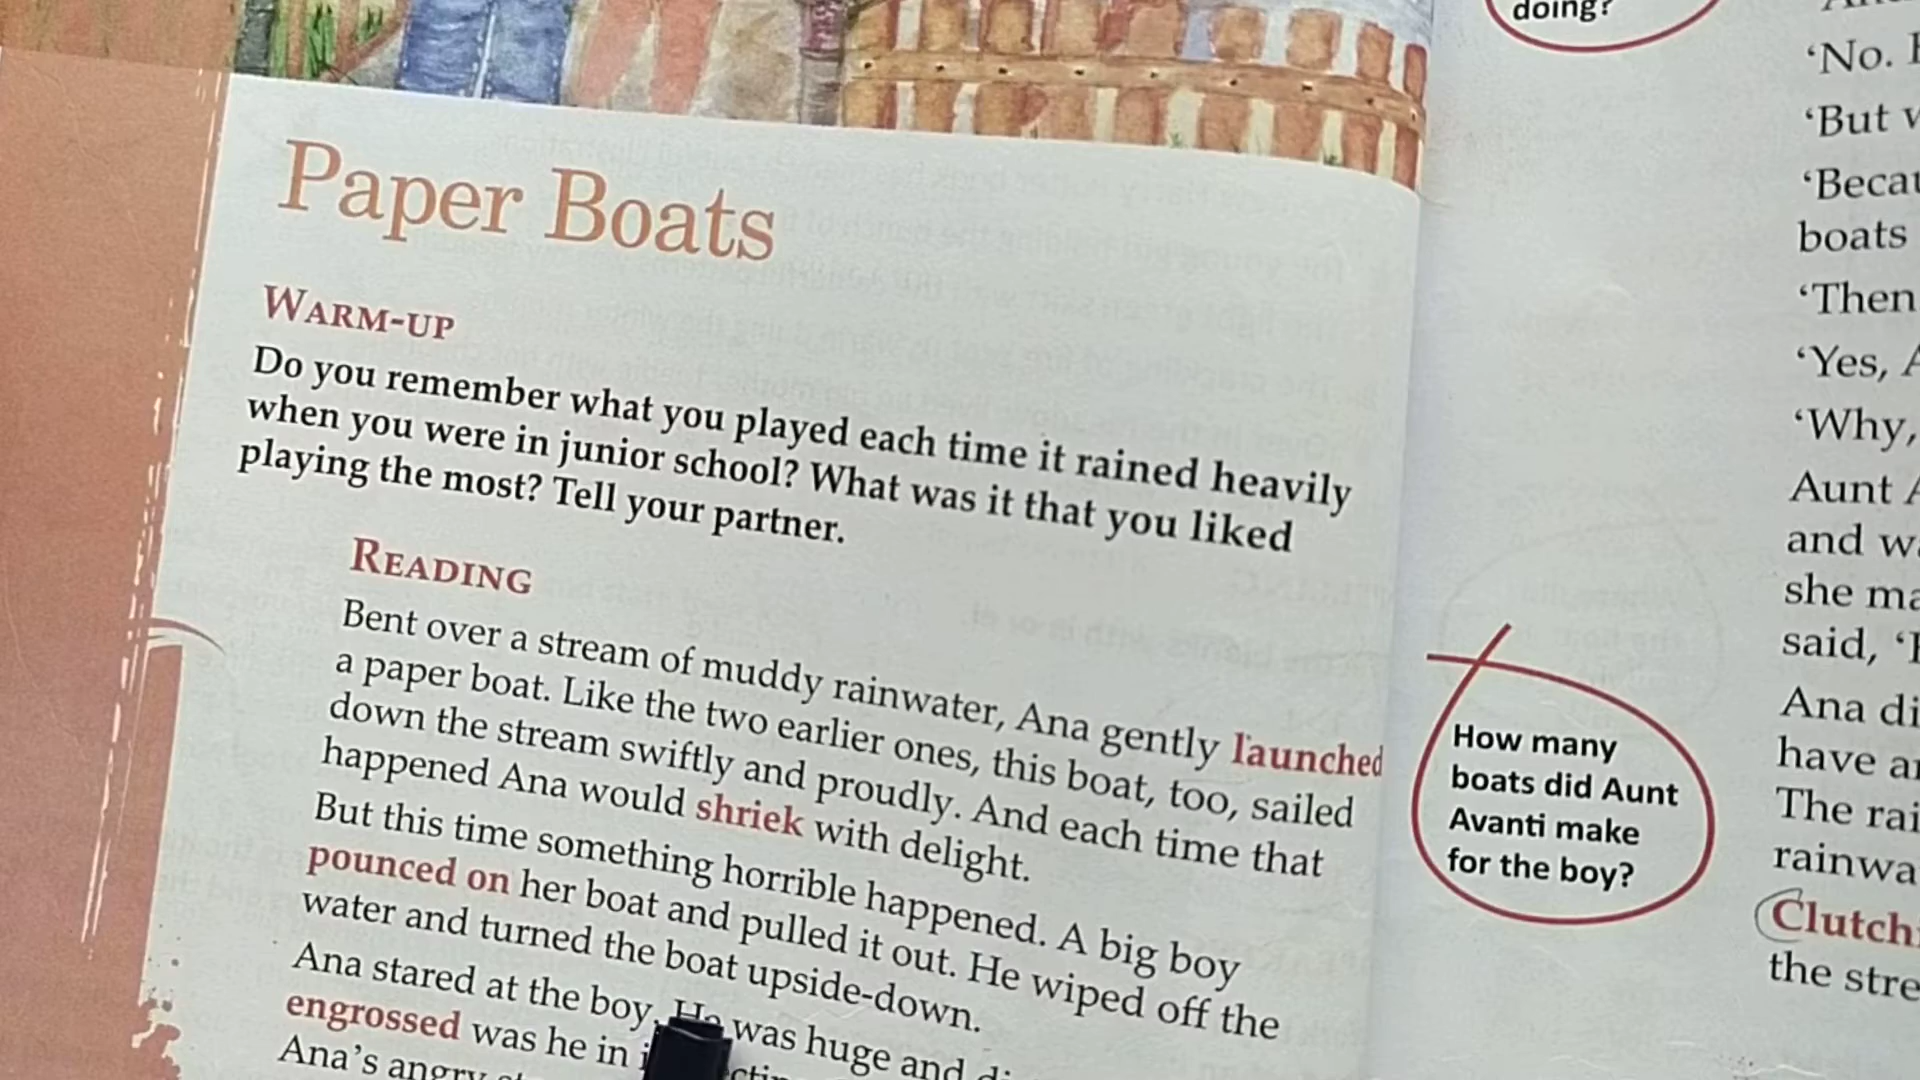 Paper Boats
WARM-UP
Do you remember what you played each time it rained heavily
when you were in junior school? What was it that you liked
playing the most? Tell your partner.
READING
Bent over a stream of muddy rainwater, Ana gently launched
a paper boat. Like the two earlier ones, this boat, too, sailed
down the stream swiftly and proudly. And each time that
happened Ana would shriek with delight.
But this time something horrible happened. A big boy
pounced on her boat and pulled it out. He wiped off the
water and turned the boat upside-down.
Ana stared at the boy. He was huge and
engrossed was he in
Ana's angry
doing?
How many
boats did Aunt
Avanti make
for the boy?
'No.
'But
boats
'Then
'Yes,
'Why,
Aunt
and
she
said,
Ana
have
The
the